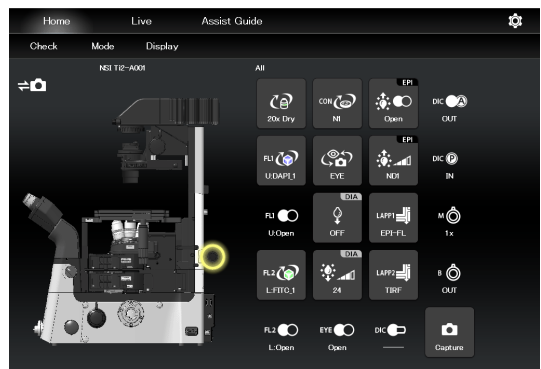 Home Live Assist Guide
Check Mode Display
NSI Ti2-A001
All
EPI
CON
DIC A
20x Dry N1 Open OUT
EPI
FL1
DIC P
U:DAPI_1 EYE ND1 IN
DIA
FL1 LAPP1 M
U:Open OFF EPI-FL 1x
DIA
FL2 LAPP2 B
L:FITC_1 24 TIRF OUT
FL2 EYE DIC
L:Open Open Capture